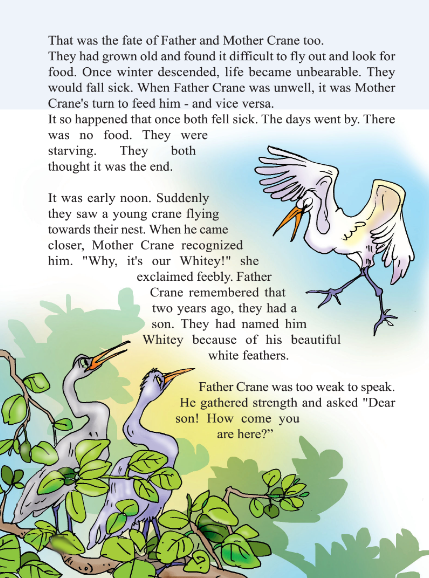 That was the fate of Father and Mother Crane too.
They had grown old and found it difficult to fly out and look for
food. Once winter descended, life became unbearable. They
would fall sick. When Father Crane was unwell, it was Mother
Crane's turn to feed him - and vice versa.
It so happened that once both fell sick. The days went by. There
was no food. They were
starving. They both
thought it was the end.
It was early noon. Suddenly
they saw a young crane flying
towards their nest. When he came
closer, Mother Crane recognized
him. "Why, it's our Whitey!" she
exclaimed feebly. Father
Crane remembered that
two years ago, they had a
son. They had named him
Whitey because of his beautiful
white feathers.
Father Crane was too weak to speak.
He gathered strength and asked "Dear
son! How come you
are here?”